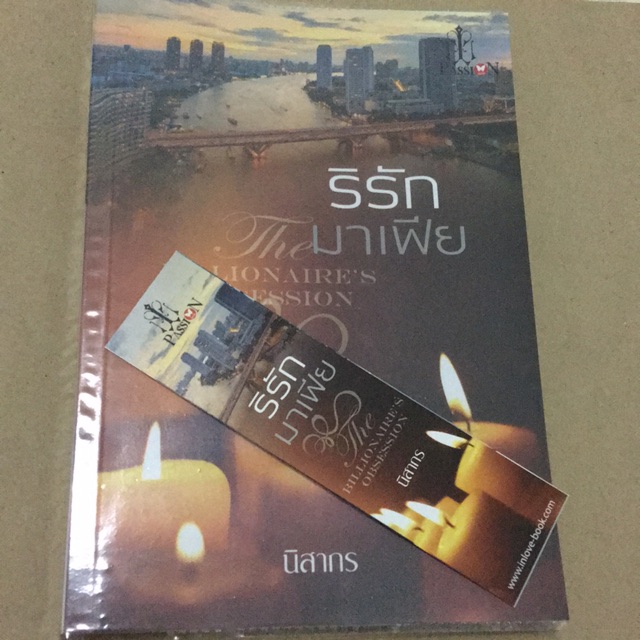 PASSION
ริรัก
มาเฟีย
The
LIONAIRE'S
ESSION
นิสากร
PASSION
ริรัก
มาเฟีย
The
BILLIONAIRE'S
OBSESSION
นิสากร
www.inlove-book.com